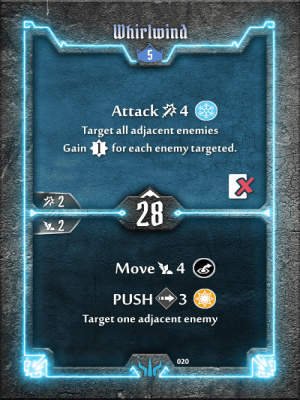 Whirlwind
5
Attack 4
Target all adjacent enemies
Gain 1 for each enemy targeted.
2
28
2
Move 4
PUSH 3
Target one adjacent enemy
020